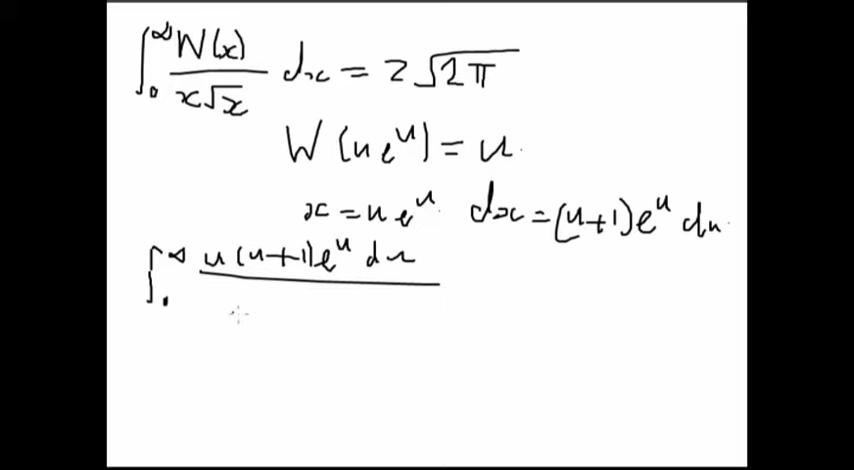 ∫₀^∞ W(x)/(x√x) dx = 2√(2π)
W(ue^u) = u.
x = ue^u. dx = (u+1)e^u du.
∫₀^∞ u(u+1)e^u du